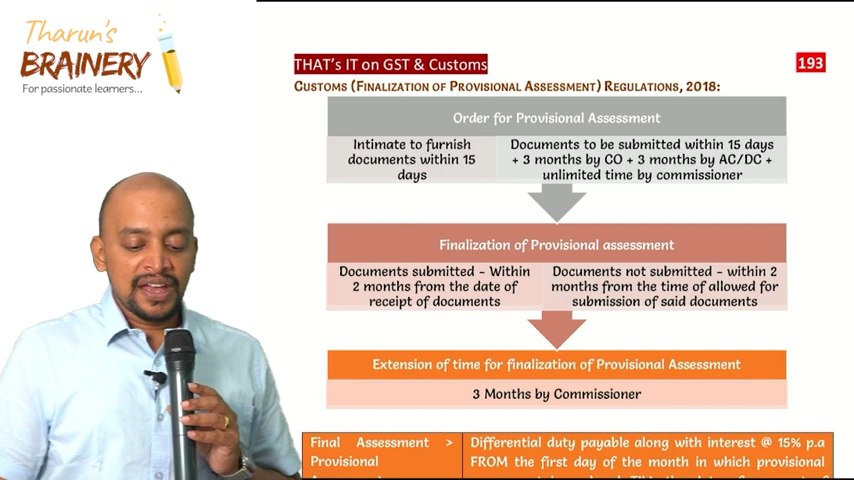 Tharun's
BRAINERY
For passionate learners...
THAT's IT on GST & Customs
193
CUSTOMS (FINALIZATION OF PROVISIONAL ASSESSMENT) REGULATIONS, 2018:
Order for Provisional Assessment
Intimate to furnish
documents within 15
days
Documents to be submitted within 15 days
+ 3 months by CO + 3 months by AC/DC +
unlimited time by commissioner
Finalization of Provisional assessment
Documents submitted - Within
2 months from the date of
receipt of documents
Documents not submitted - within 2
months from the time of allowed for
submission of said documents
Extension of time for finalization of Provisional Assessment
3 Months by Commissioner
Final Assessment >
Provisional
Differential duty payable along with interest @ 15% p.a
FROM the first day of the month in which provisional